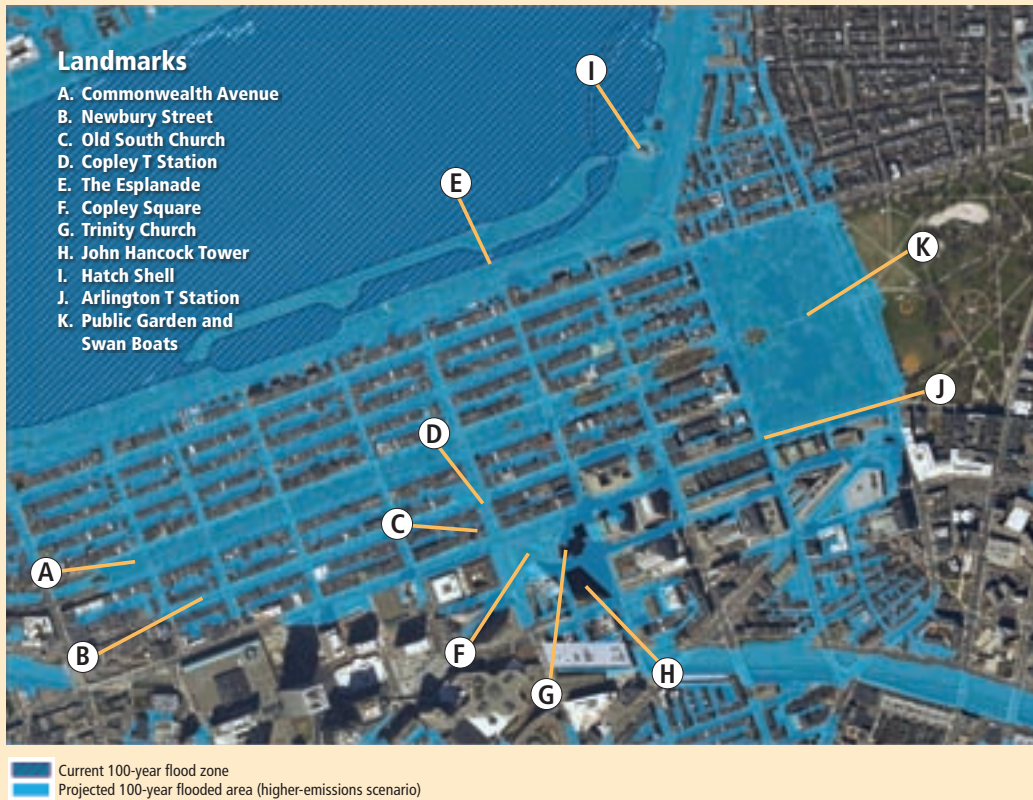 Landmarks
A. Commonwealth Avenue
B. Newbury Street
C. Old South Church
D. Copley T Station
E. The Esplanade
F. Copley Square
G. Trinity Church
H. John Hancock Tower
I. Hatch Shell
J. Arlington T Station
K. Public Garden and
Swan Boats
I
E
K
J
D
C
A
B
F
G
H
Current 100-year flood zone
Projected 100-year flooded area (higher-emissions scenario)